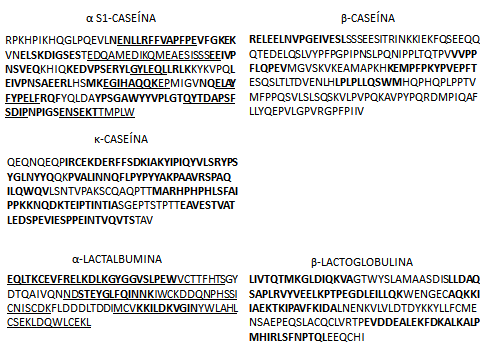 α S1-CASEÍNA
RPKHPIKHQGLPQEVLNENLLRFFVAPFPEVFGKEK
VNELSKDIGSESTEDQAMEDIKQMEAESISSSEEIVP
NSVEQKHIQKEDVPSERYLGYLEQLLRLKKYKVPQL
EIVPNSAEERLHSMKEGIHAQQKEPMIGVNQELAY
FYPELFRQFYQLDAYPSGAWYYVPLGTQYTDAPSF
SDIPNPIGSENSEKTTMPLW
β-CASEÍNA
RELEELNVPGEIVESLSSSEESITRINKKIEKFQSEEQQ
QTEDELQSLVYPFPGPIPNSLPQNIPPLTQTPVVVPP
FLQPEVMGVSKVKEAMAPKHKEMPFPKYPVEPFT
ESQSLTLTDVENLHLPLPLLQSWMHQPHQPLPPTV
MFPPQSVLSLSQSKVLPVPQKAVPYPQRDMPIQAF
LLYQEPVLGPVRGPFPIIV
κ-CASEÍNA
QEQNQEQPIRCEKDERFFSDKIAKYIPIQYVLSRYPS
YGLNYYQQKPVALINNQFLPYPYYAKPAAVRSPAQ
ILQWQVLSNTVPAKSCQAQPTTMARHPHPHLSFAI
PPKKNQDKTEIPTINTIASGEPTSTPTTEAVESTVAT
LEDSPEVIESPPEINTVQVTSTAV
α-LACTALBUMINA
EQLTKCEVFRELKDLKGYGGVSLPEWVCTTFHTSGY
DTQAIVQNNDSTEYGLFQINNKIWCKDDQNPHSSI
CNISCDKFLDDDLTDDIMCVKKILDKVGINYWLAHL
CSEKLDQWLCEKL
β-LACTOGLOBULINA
LIVTQTMKGLDIQKVAGTWYSLAMAASDISLLDAQ
SAPLRVYVEELKPTPEGDLEILLQKWENGECAQKKI
IAEKTKIPAVFKIDALNENKVLVLDTDYKKYLLFCME
NSAEPEQSLACQCLVRTPEVDDEALEKFDKALKALP
MHIRLSFNPTQLEEQCHI